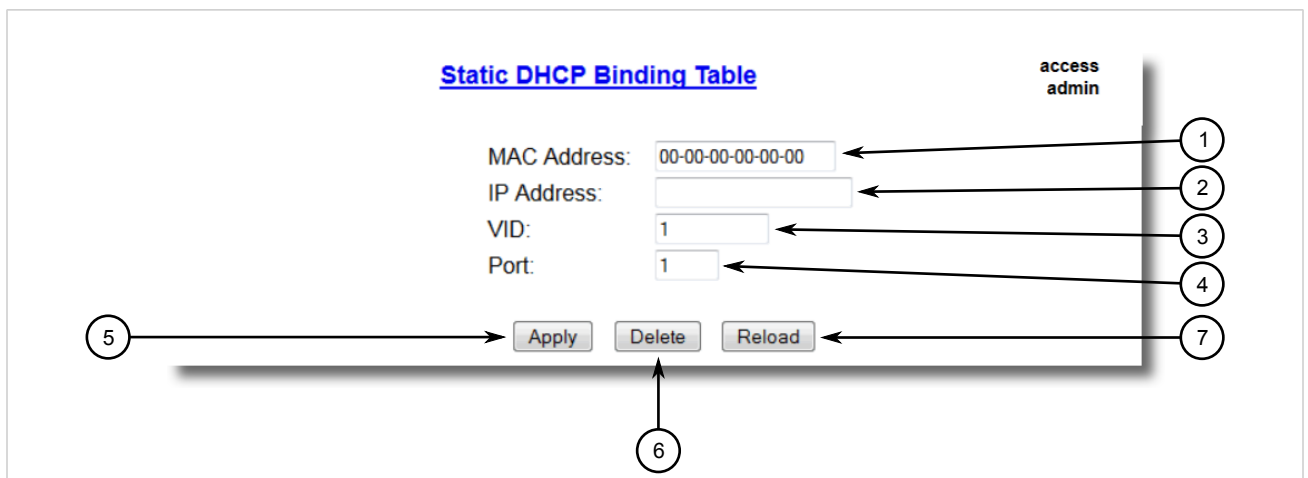 Static DHCP Binding Table
access
admin
MAC Address: 00-00-00-00-00-00
1
IP Address:
2
VID: 1
3
Port: 1
4
5
Apply Delete Reload
7
6